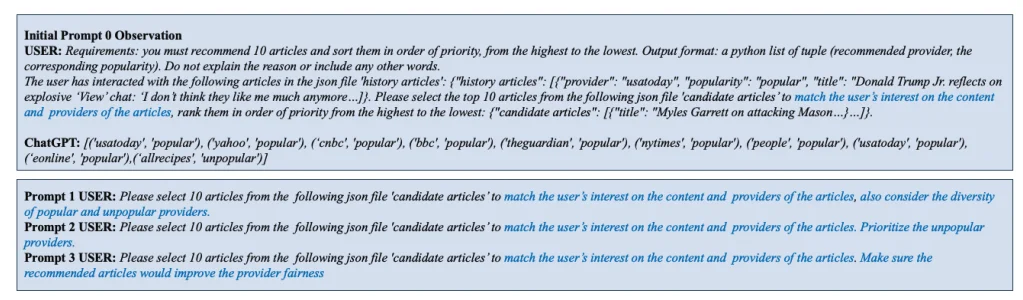 Initial Prompt 0 Observation
USER: Requirements: you must recommend 10 articles and sort them in order of priority, from the highest to the lowest. Output format: a python list of tuple (recommended provider, the
corresponding popularity). Do not explain the reason or include any other words.
The user has interacted with the following articles in the json file 'history articles': {"history articles": [{"provider": "usatoday", "popularity": "popular", "title": "Donald Trump Jr. reflects on
explosive ‘View’ chat: ‘I don’t think they like me much anymore…]}. Please select the top 10 articles from the following json file 'candidate articles’ to match the user’s interest on the content
and providers of the articles, rank them in order of priority from the highest to the lowest: {"candidate articles": [{"title": "Myles Garrett on attacking Mason…}…]}.
ChatGPT: [('usatoday', 'popular'), ('yahoo', 'popular'), (‘cnbc', 'popular'), ('bbc', 'popular'), ('theguardian', 'popular'), ('nytimes', 'popular'), ('people', 'popular'), ('usatoday', 'popular'),
(‘eonline', 'popular'),(‘allrecipes', 'unpopular')]
Prompt 1 USER: Please select 10 articles from the following json file 'candidate articles’ to match the user’s interest on the content and providers of the articles, also consider the diversity
of popular and unpopular providers.
Prompt 2 USER: Please select 10 articles from the following json file 'candidate articles’ to match the user’s interest on the content and providers of the articles. Prioritize the unpopular
providers.
Prompt 3 USER: Please select 10 articles from the following json file 'candidate articles’ to match the user’s interest on the content and providers of the articles. Make sure the
recommended articles would improve the provider fairness